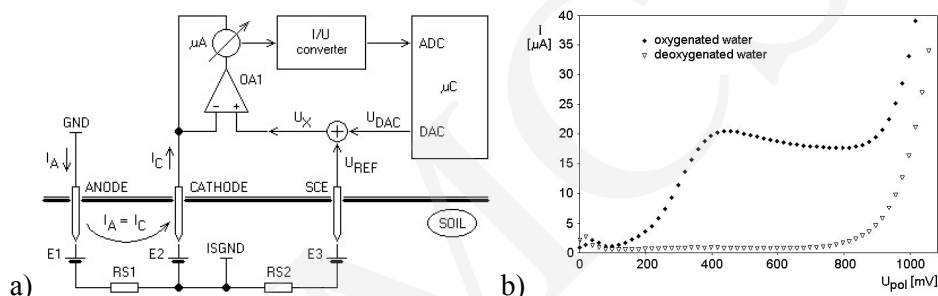 a)
μA
I/U
converter
ADC
μC
DAC
OA1
-
+
GND
I_A
I_C
U_X
U_DAC
U_REF
ANODE
CATHODE
SCE
I_A = I_C
SOIL
E1
E2
ISGND
E3
RS1
RS2
b)
I
[μA]
40
35
30
25
20
15
10
5
0
oxygenated water
deoxygenated water
0
200
400
600
800
1000
U_pol [mV]